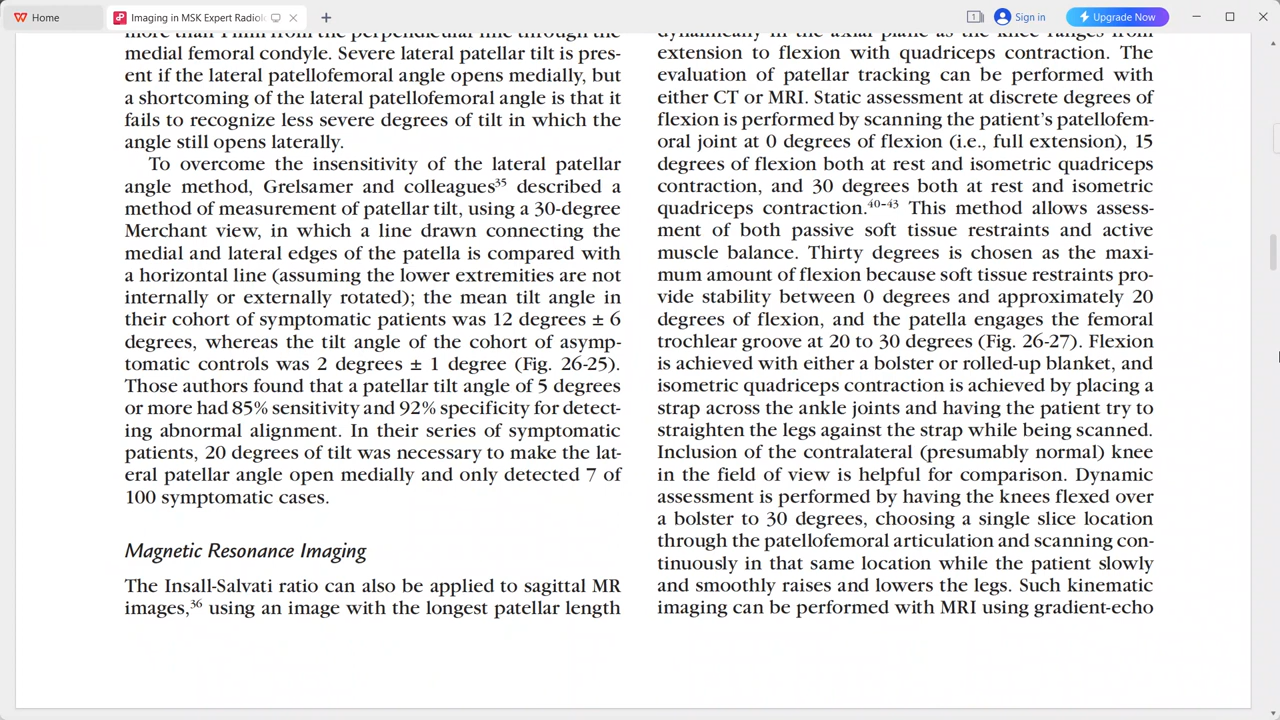 Home
Imaging in MSK Expert Radiol
1
Sign in
Upgrade Now
more than 1 mm from the perpendicular line through the
medial femoral condyle. Severe lateral patellar tilt is pres-
ent if the lateral patellofemoral angle opens medially, but
a shortcoming of the lateral patellofemoral angle is that it
fails to recognize less severe degrees of tilt in which the
angle still opens laterally.
To overcome the insensitivity of the lateral patellar
angle method, Grelsamer and colleagues35 described a
method of measurement of patellar tilt, using a 30-degree
Merchant view, in which a line drawn connecting the
medial and lateral edges of the patella is compared with
a horizontal line (assuming the lower extremities are not
internally or externally rotated); the mean tilt angle in
their cohort of symptomatic patients was 12 degrees ± 6
degrees, whereas the tilt angle of the cohort of asymp-
tomatic controls was 2 degrees ± 1 degree (Fig. 26-25).
Those authors found that a patellar tilt angle of 5 degrees
or more had 85% sensitivity and 92% specificity for detect-
ing abnormal alignment. In their series of symptomatic
patients, 20 degrees of tilt was necessary to make the lat-
eral patellar angle open medially and only detected 7 of
100 symptomatic cases.
Magnetic Resonance Imaging
The Insall-Salvati ratio can also be applied to sagittal MR
images,36 using an image with the longest patellar length
dynamically in the axial plane as the knee ranges from
extension to flexion with quadriceps contraction. The
evaluation of patellar tracking can be performed with
either CT or MRI. Static assessment at discrete degrees of
flexion is performed by scanning the patient's patellofem-
oral joint at 0 degrees of flexion (i.e., full extension), 15
degrees of flexion both at rest and isometric quadriceps
contraction, and 30 degrees both at rest and isometric
quadriceps contraction.40-43 This method allows assess-
ment of both passive soft tissue restraints and active
muscle balance. Thirty degrees is chosen as the maxi-
mum amount of flexion because soft tissue restraints pro-
vide stability between 0 degrees and approximately 20
degrees of flexion, and the patella engages the femoral
trochlear groove at 20 to 30 degrees (Fig. 26-27). Flexion
is achieved with either a bolster or rolled-up blanket, and
isometric quadriceps contraction is achieved by placing a
strap across the ankle joints and having the patient try to
straighten the legs against the strap while being scanned.
Inclusion of the contralateral (presumably normal) knee
in the field of view is helpful for comparison. Dynamic
assessment is performed by having the knees flexed over
a bolster to 30 degrees, choosing a single slice location
through the patellofemoral articulation and scanning con-
tinuously in that same location while the patient slowly
and smoothly raises and lowers the legs. Such kinematic
imaging can be performed with MRI using gradient-echo